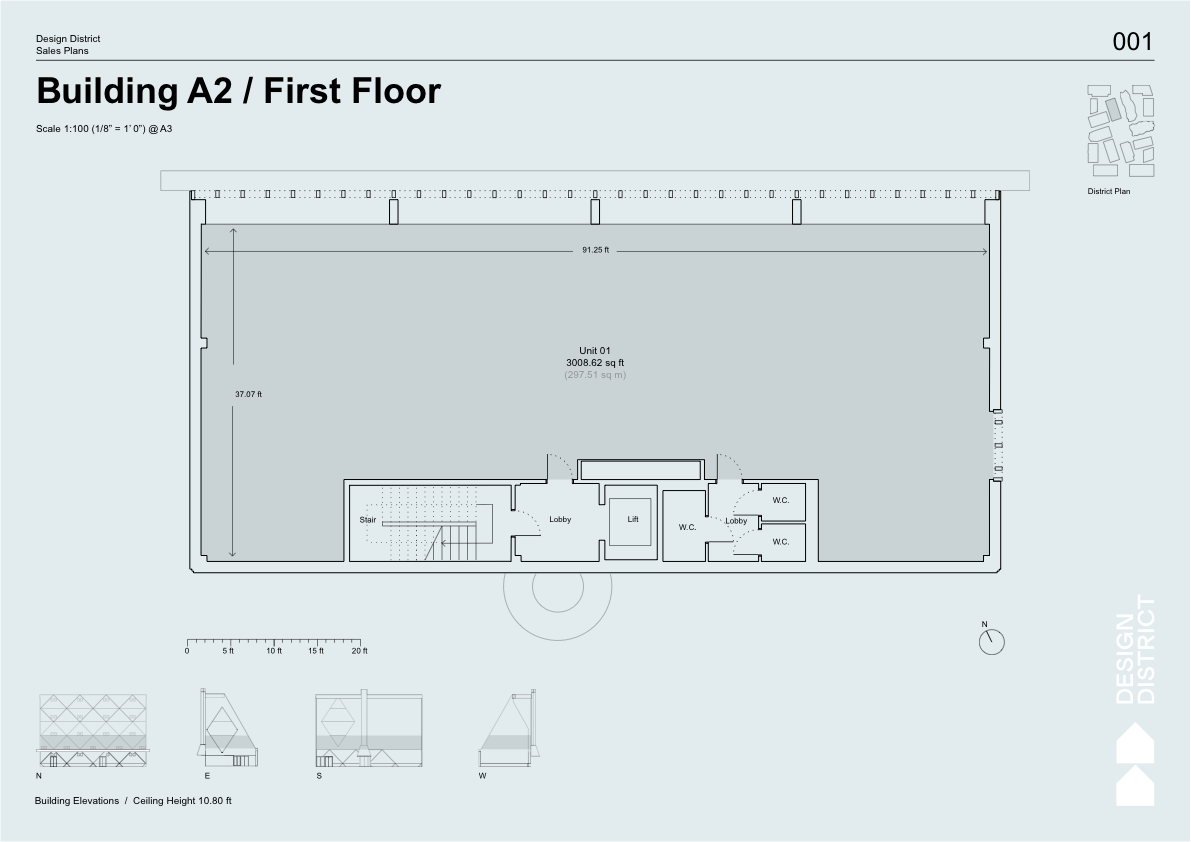 Design District
Sales Plans
001
Building A2 / First Floor
Scale 1:100 (1/8" = 1' 0") @ A3
District Plan
91.25 ft
Unit 01
3008.62 sq ft
(297.51 sq m)
37.07 ft
Stair
Lobby
Lift
W.C.
Lobby
W.C.
W.C.
0 5 ft 10 ft 15 ft 20 ft
N
DESIGN
DISTRICT
N
E
S
W
Building Elevations / Ceiling Height 10.80 ft